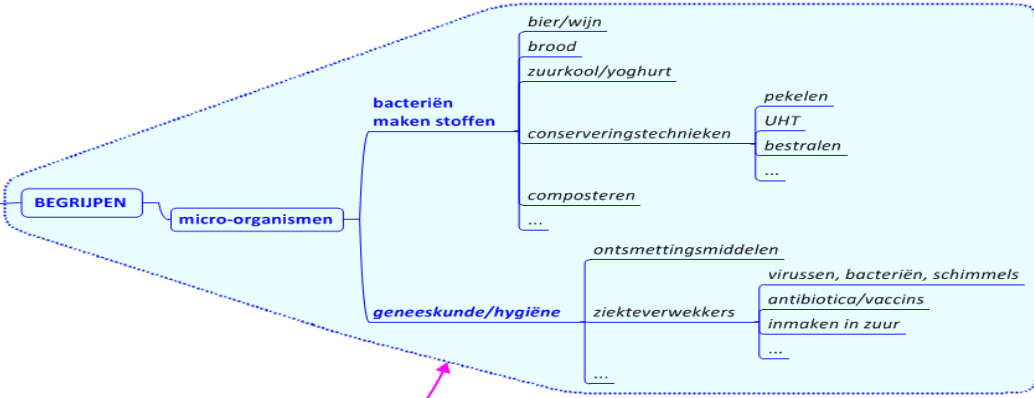 bier/wijn
brood
zuurkool/yoghurt
bacteriën
maken stoffen
pekelen
UHT
conserveringstechnieken
bestralen
...
composteren
BEGRIJPEN
micro-organismen
...
ontsmettingsmiddelen
virussen, bacteriën, schimmels
antibiotica/vaccins
geneeskunde/hygiëne
ziekteverwekkers
inmaken in zuur
...
...